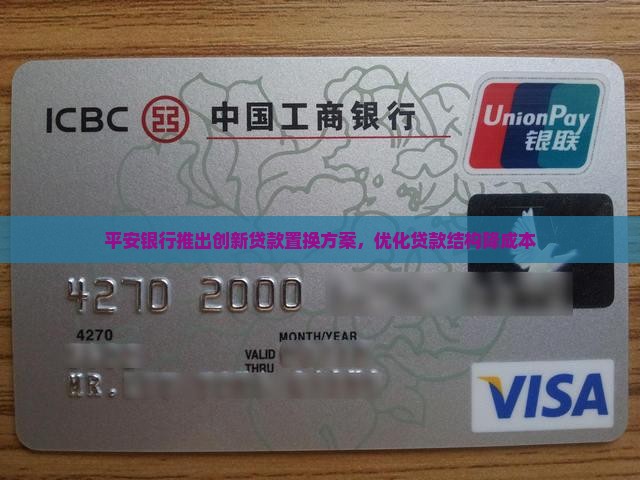 ICBC 中国工商银行
UnionPay
银联
平安银行推出创新贷款置换方案，优化贷款结构降成本
4270 2000
4270
MONTH/YEAR
VALID
THRU
MR.
VISA